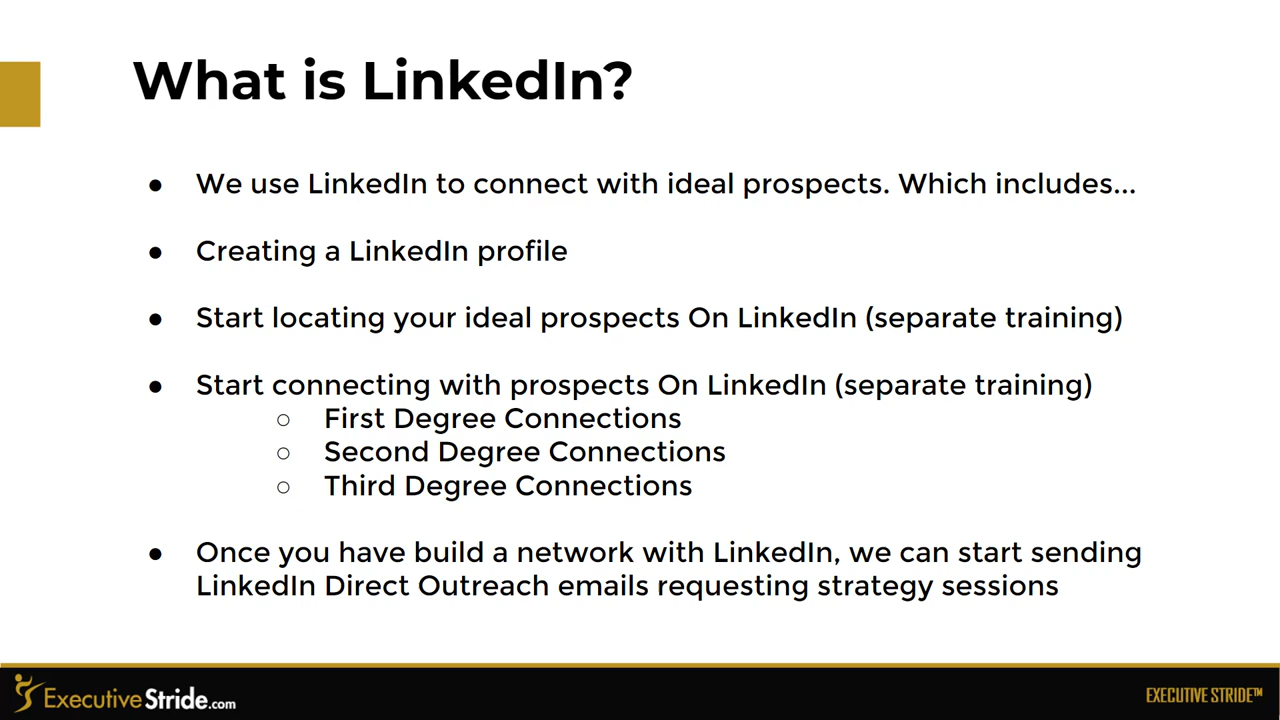 What is LinkedIn?
● We use LinkedIn to connect with ideal prospects. Which includes...
● Creating a LinkedIn profile
● Start locating your ideal prospects On LinkedIn (separate training)
● Start connecting with prospects On LinkedIn (separate training)
○ First Degree Connections
○ Second Degree Connections
○ Third Degree Connections
● Once you have build a network with LinkedIn, we can start sending
LinkedIn Direct Outreach emails requesting strategy sessions
ExecutiveStride.com
EXECUTIVE STRIDE™